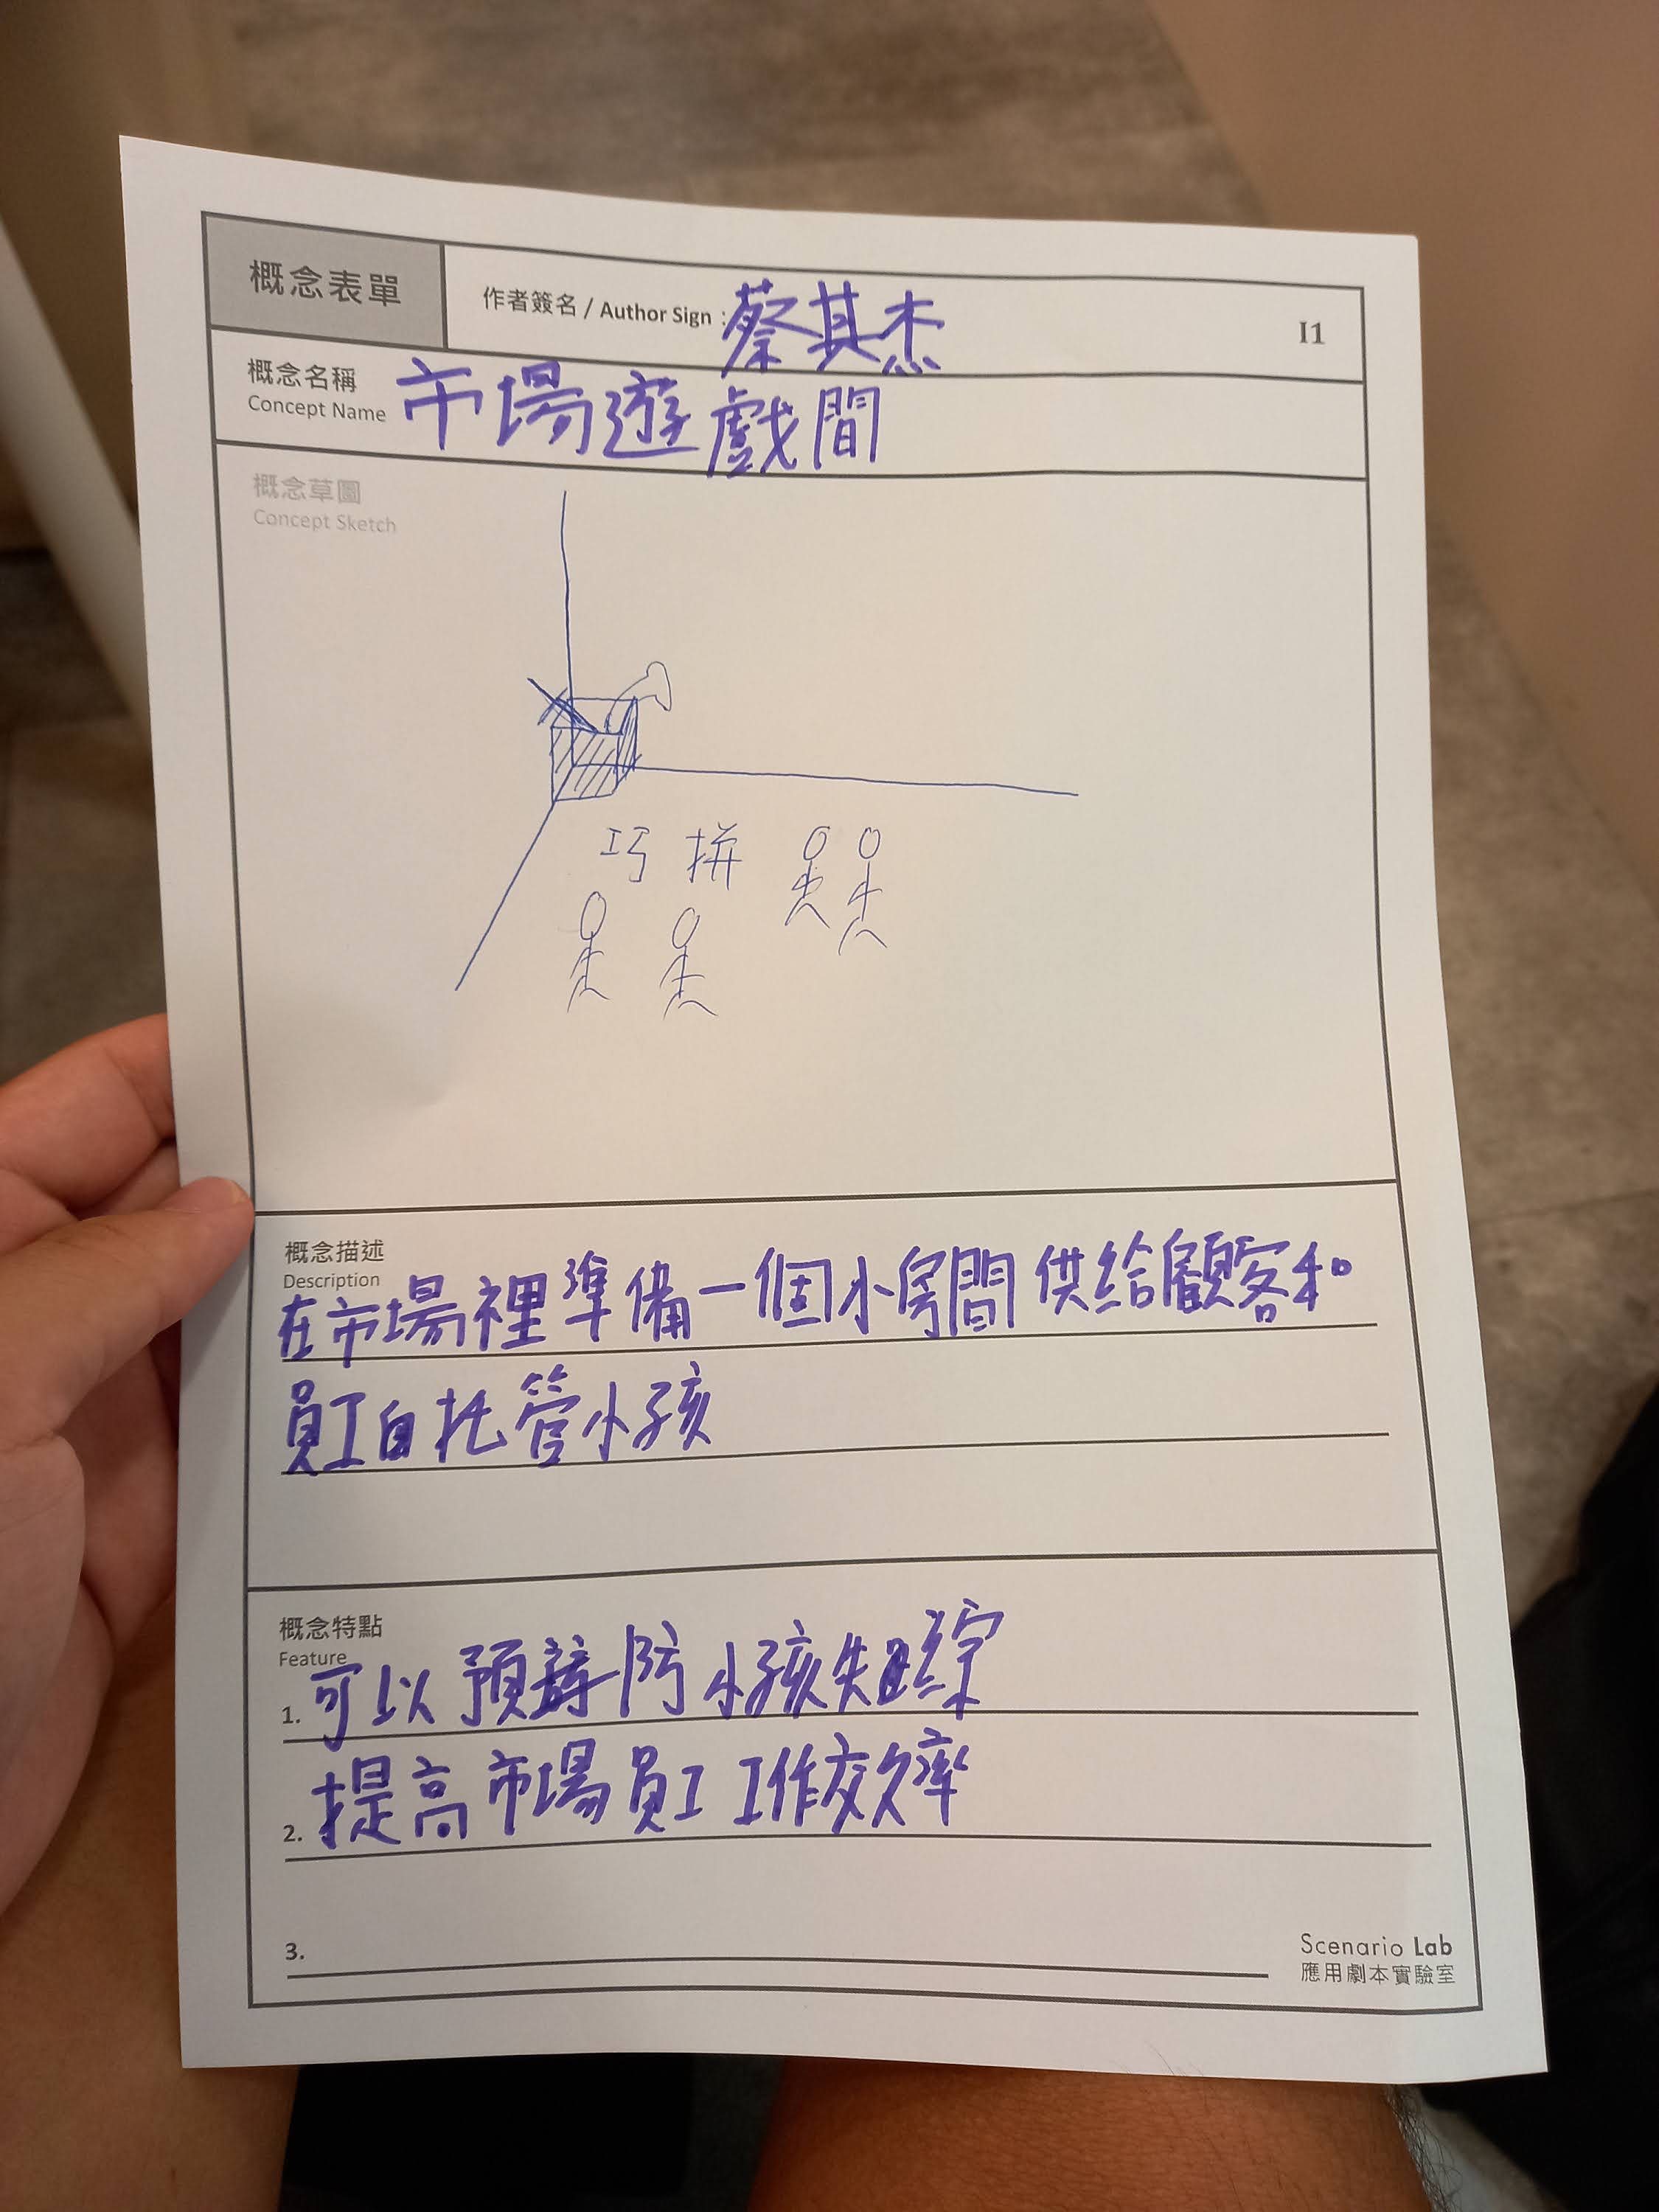 概念表單
作者簽名 / Author Sign : 蔡其杰
I1
概念名稱
Concept Name
市場遊戲間
概念草圖
Concept Sketch
巧拼
概念描述
Description
在市場裡準備一個小房間供給顧客和
員工自托管小孩
概念特點
Feature
1. 可以預防小孩失踪
2. 提高市場員工工作效率
3.
Scenario Lab
應用劇本實驗室